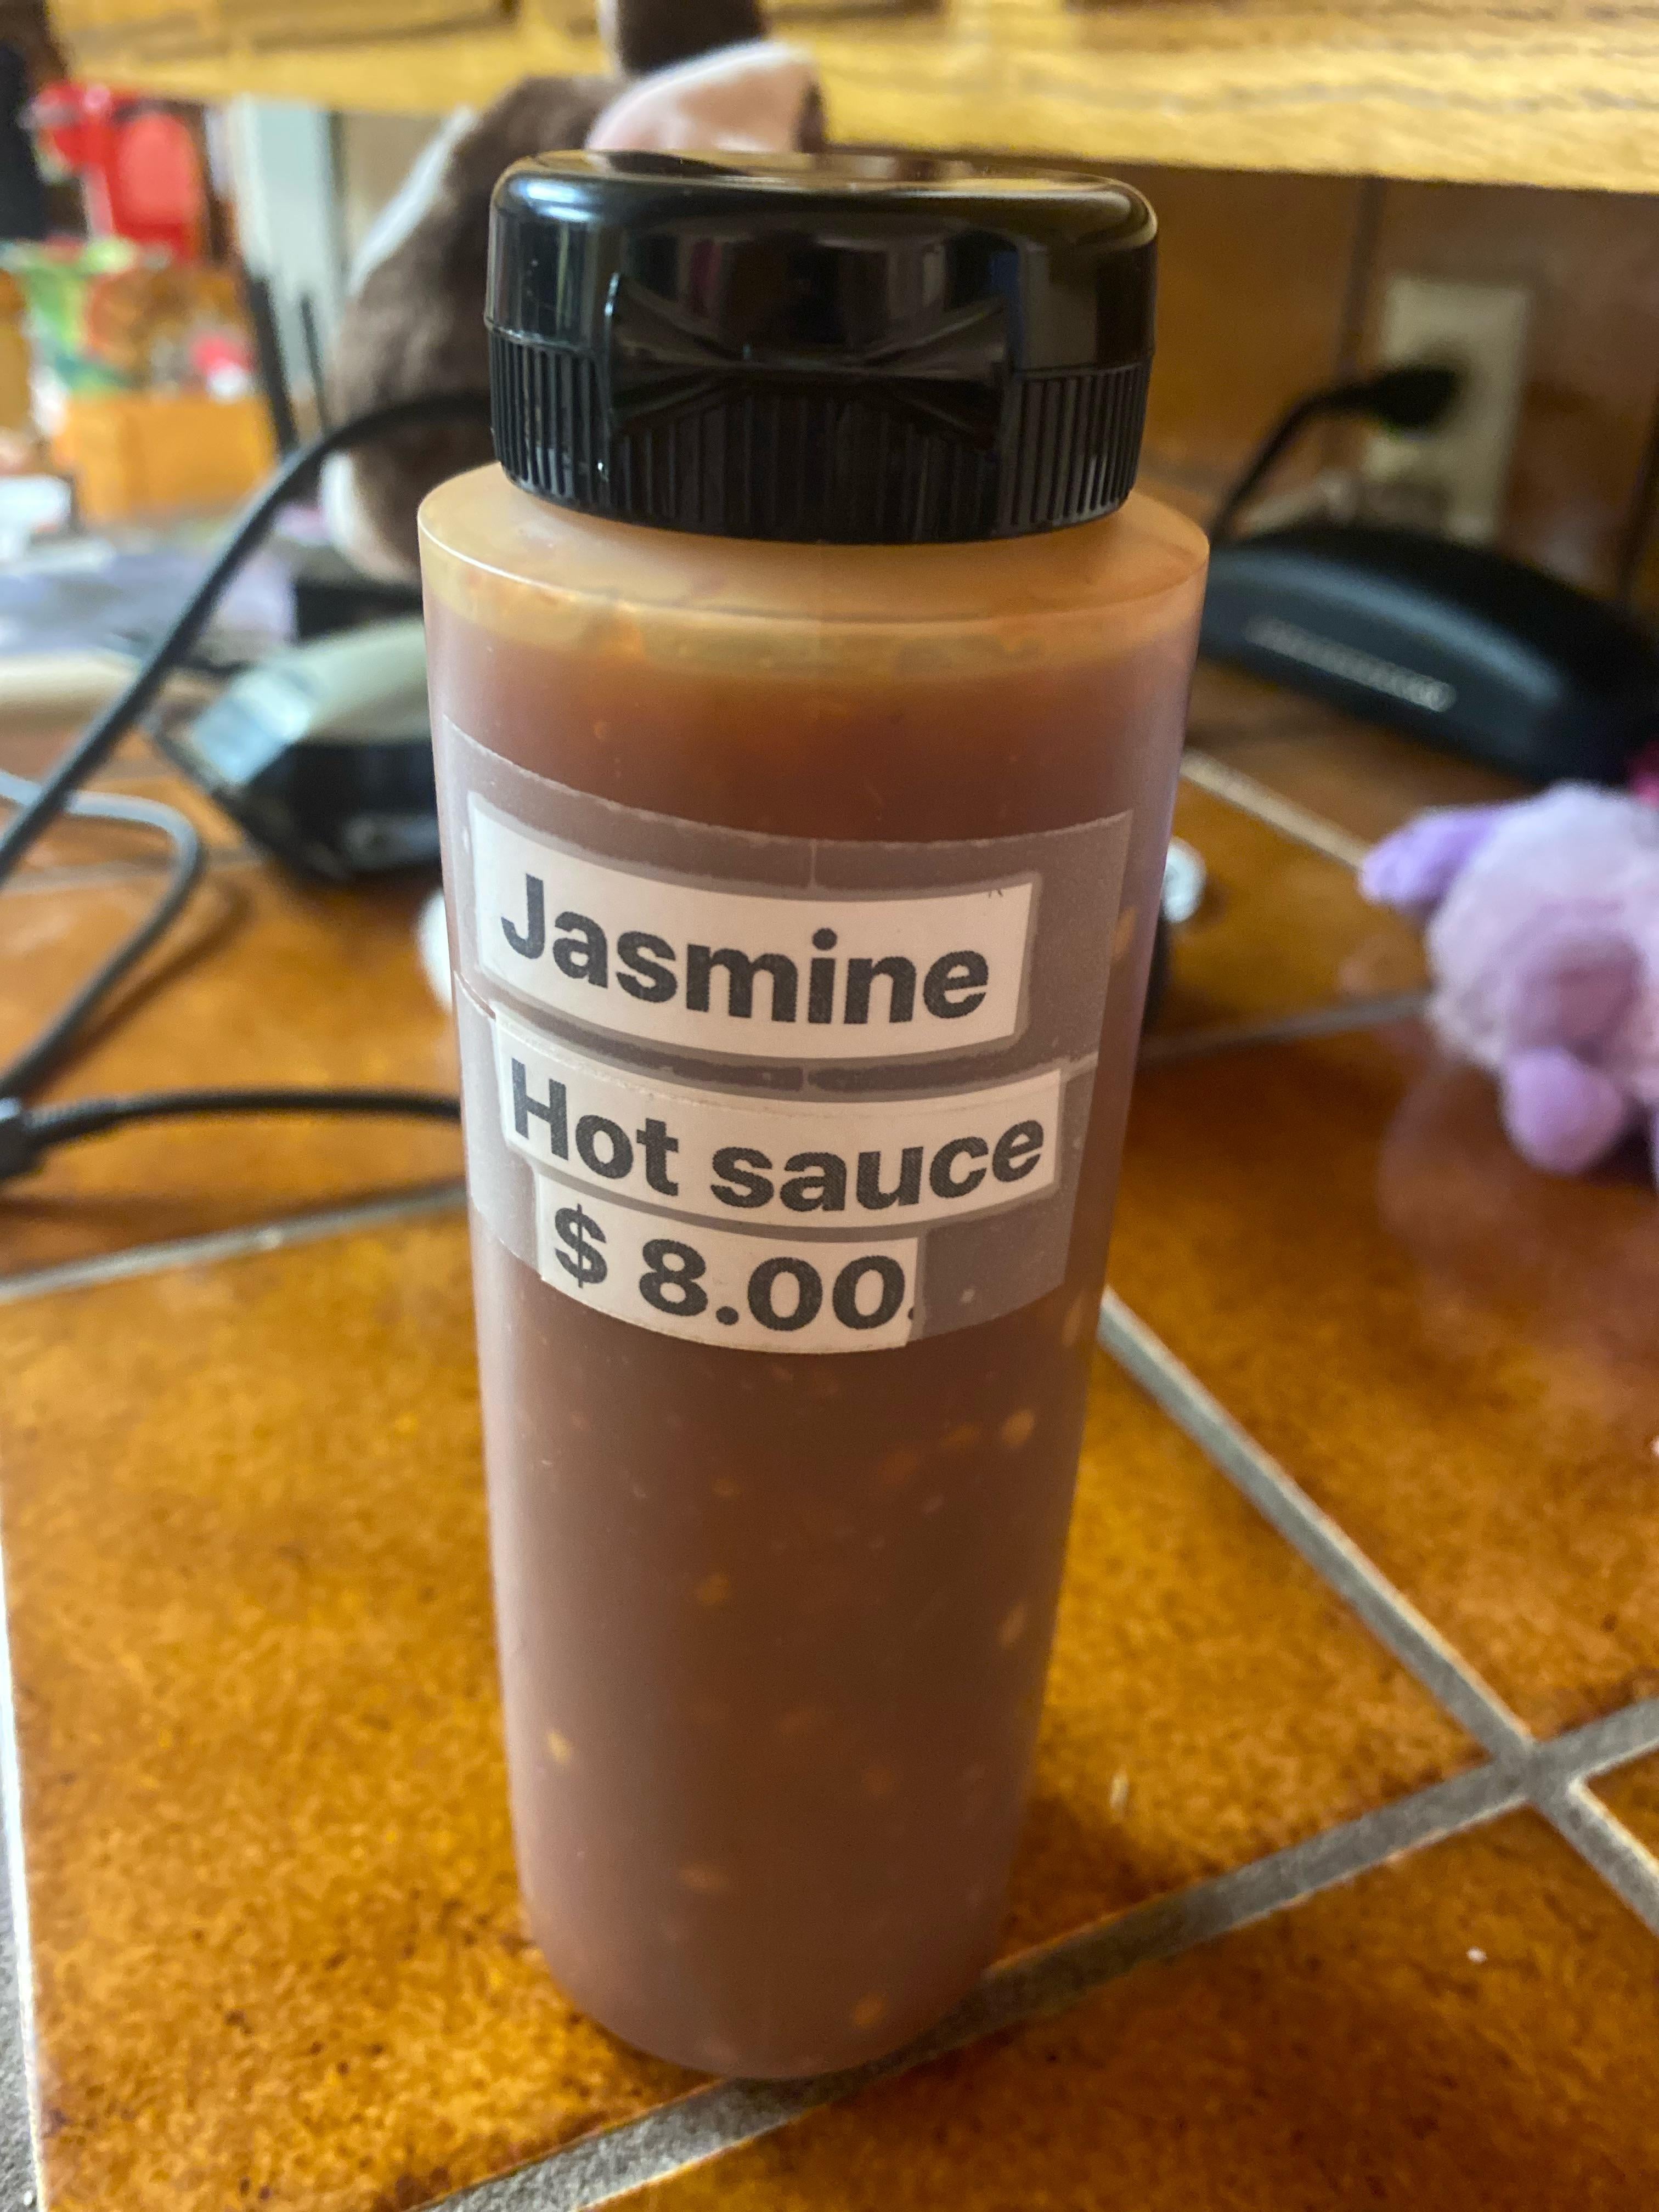 Jasmine
Hot sauce
$ 8.00.